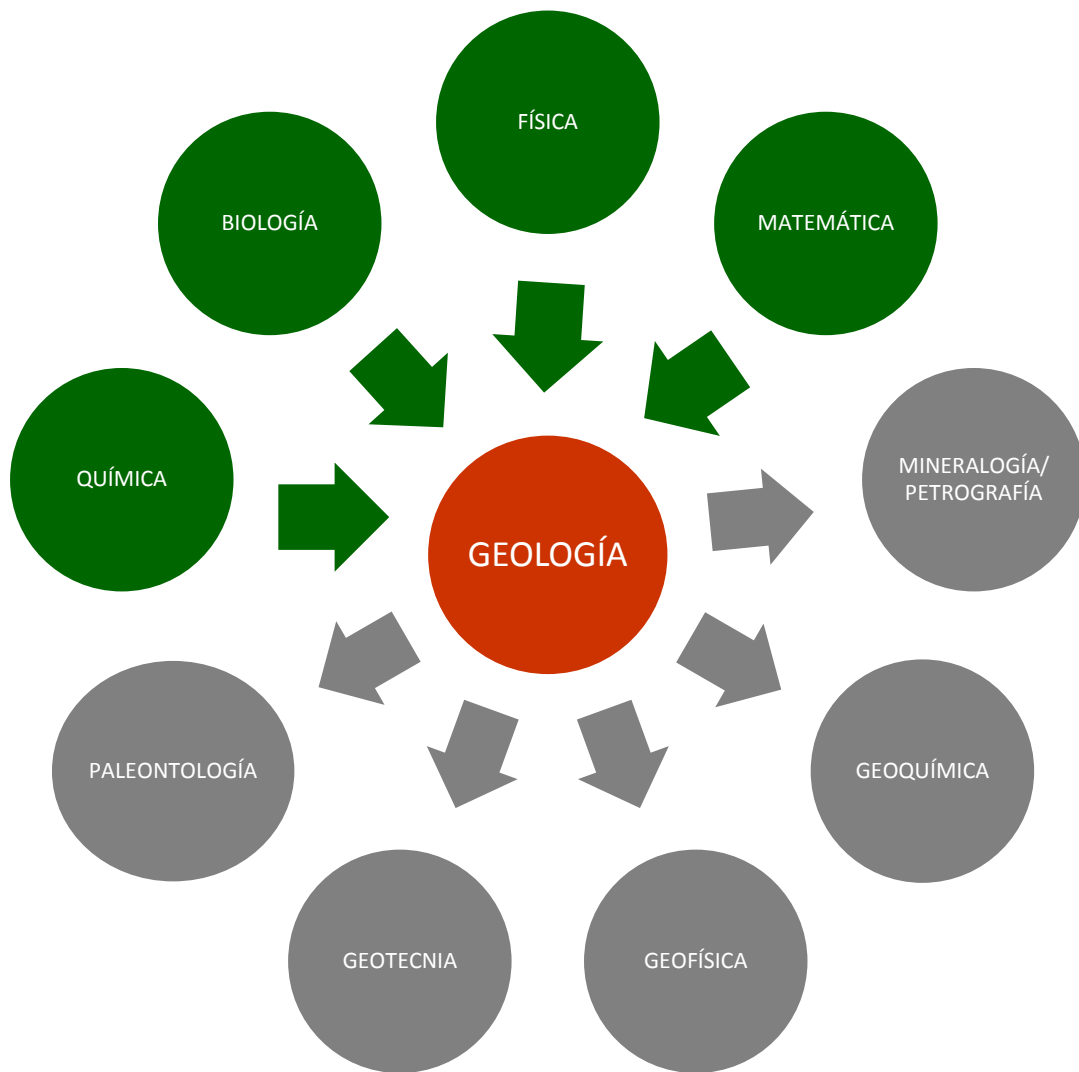 FÍSICA
BIOLOGÍA
MATEMÁTICA
QUÍMICA
MINERALOGÍA/
PETROGRAFÍA
GEOLOGÍA
PALEONTOLOGÍA
GEOQUÍMICA
GEOTECNIA
GEOFÍSICA